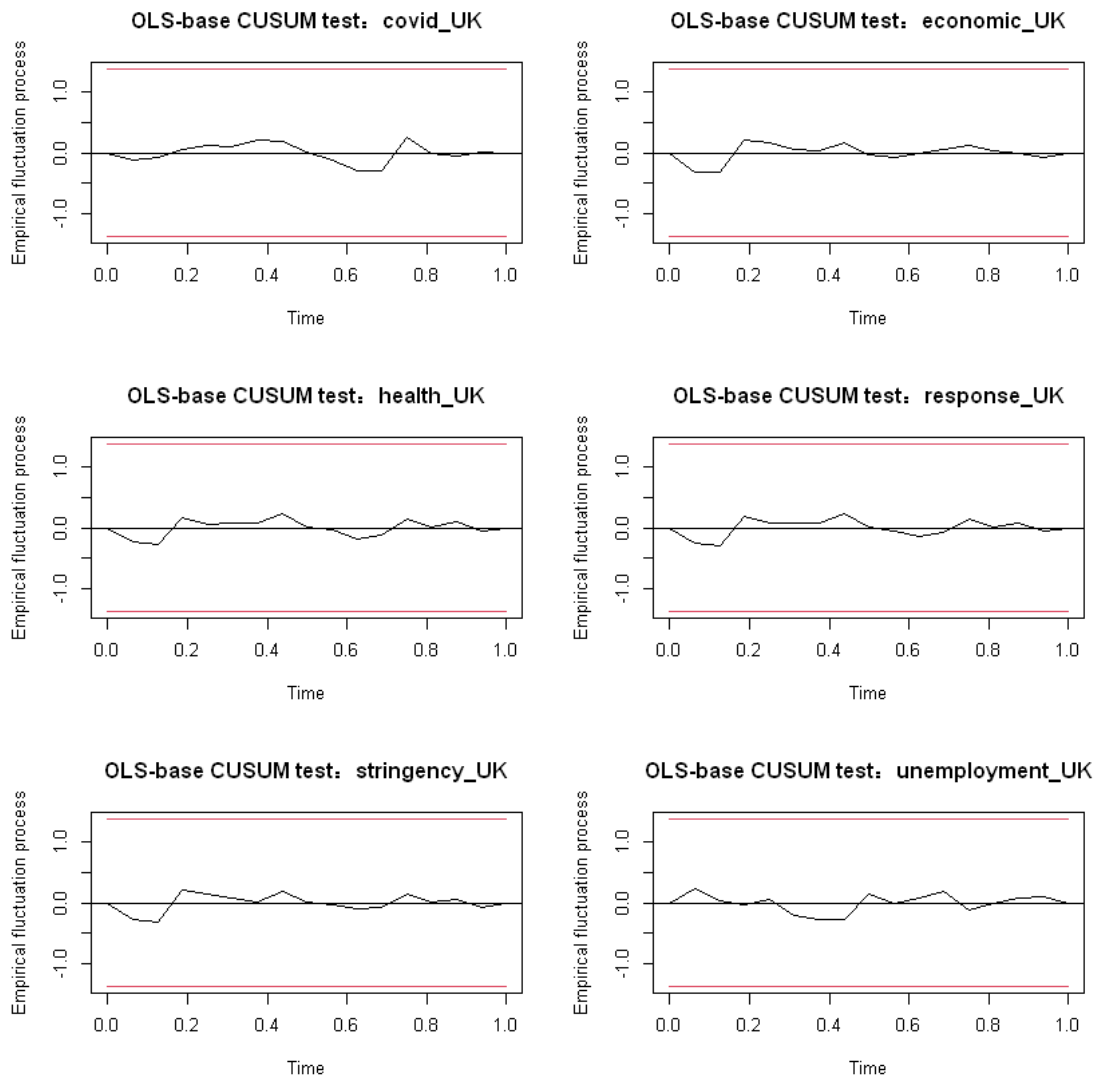 OLS-base CUSUM test：covid_UK
Empirical fluctuation process
1.0
0.0
-1.0
0.0 0.2 0.4 0.6 0.8 1.0
Time
OLS-base CUSUM test：economic_UK
Empirical fluctuation process
1.0
0.0
-1.0
0.0 0.2 0.4 0.6 0.8 1.0
Time
OLS-base CUSUM test：health_UK
Empirical fluctuation process
1.0
0.0
-1.0
0.0 0.2 0.4 0.6 0.8 1.0
Time
OLS-base CUSUM test：response_UK
Empirical fluctuation process
1.0
0.0
-1.0
0.0 0.2 0.4 0.6 0.8 1.0
Time
OLS-base CUSUM test：stringency_UK
Empirical fluctuation process
1.0
0.0
-1.0
0.0 0.2 0.4 0.6 0.8 1.0
Time
OLS-base CUSUM test：unemployment_UK
Empirical fluctuation process
1.0
0.0
-1.0
0.0 0.2 0.4 0.6 0.8 1.0
Time